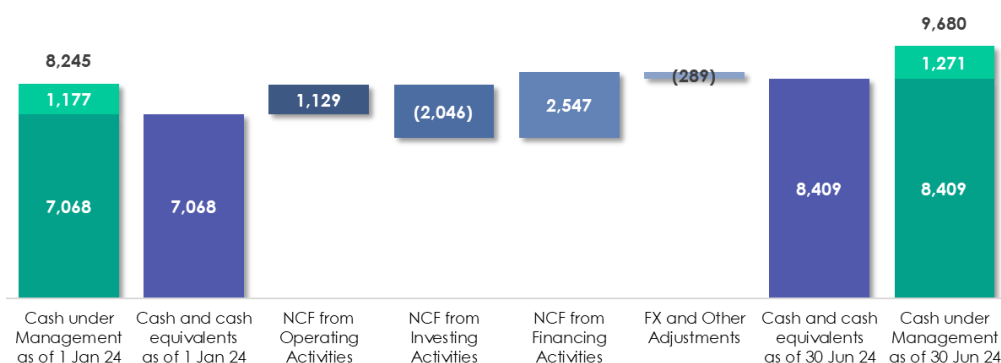 9,680
8,245
1,271
1,177
1,129
(2,046)
2,547
(289)
7,068
7,068
8,409
8,409
Cash under
Management
as of 1 Jan 24
Cash and cash
equivalents
as of 1 Jan 24
NCF from
Operating
Activities
NCF from
Investing
Activities
NCF from
Financing
Activities
FX and Other
Adjustments
Cash and cash
equivalents
as of 30 Jun 24
Cash under
Management
as of 30 Jun 24